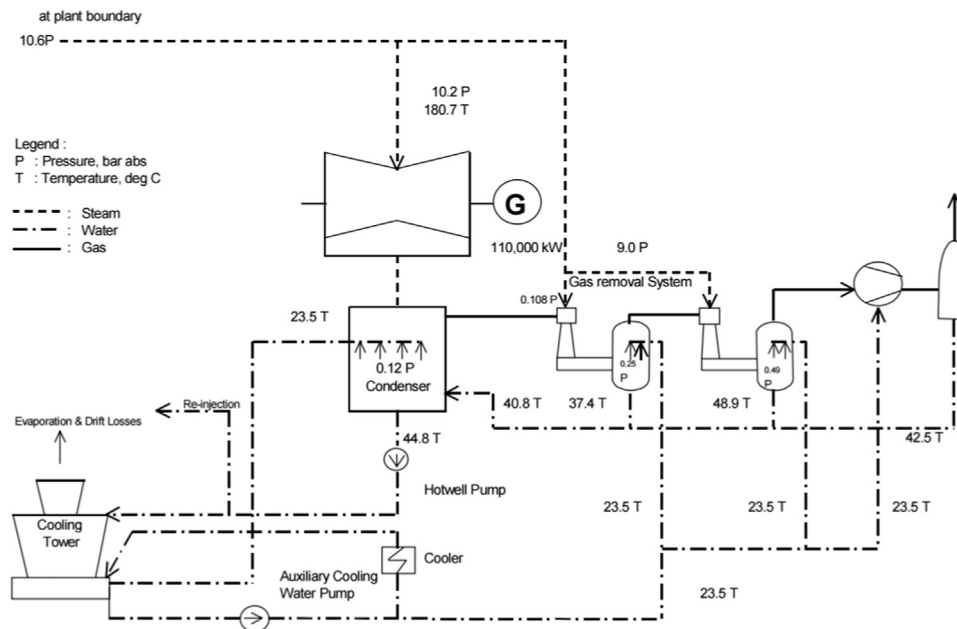 at plant boundary
10.6P
10.2 P
180.7 T
Legend :
P : Pressure, bar abs
T : Temperature, deg C
: Steam
: Water
: Gas
G
110,000 kW
9.0 P
Gas removal System
0.108 P
23.5 T
0.12 P
Condenser
0.25
P
0.49
P
40.8 T
37.4 T
48.9 T
42.5 T
Re-injection
Evaporation & Drift Losses
44.8 T
Hotwell Pump
Cooling
Tower
23.5 T
23.5 T
23.5 T
Cooler
Auxiliary Cooling
Water Pump
23.5 T